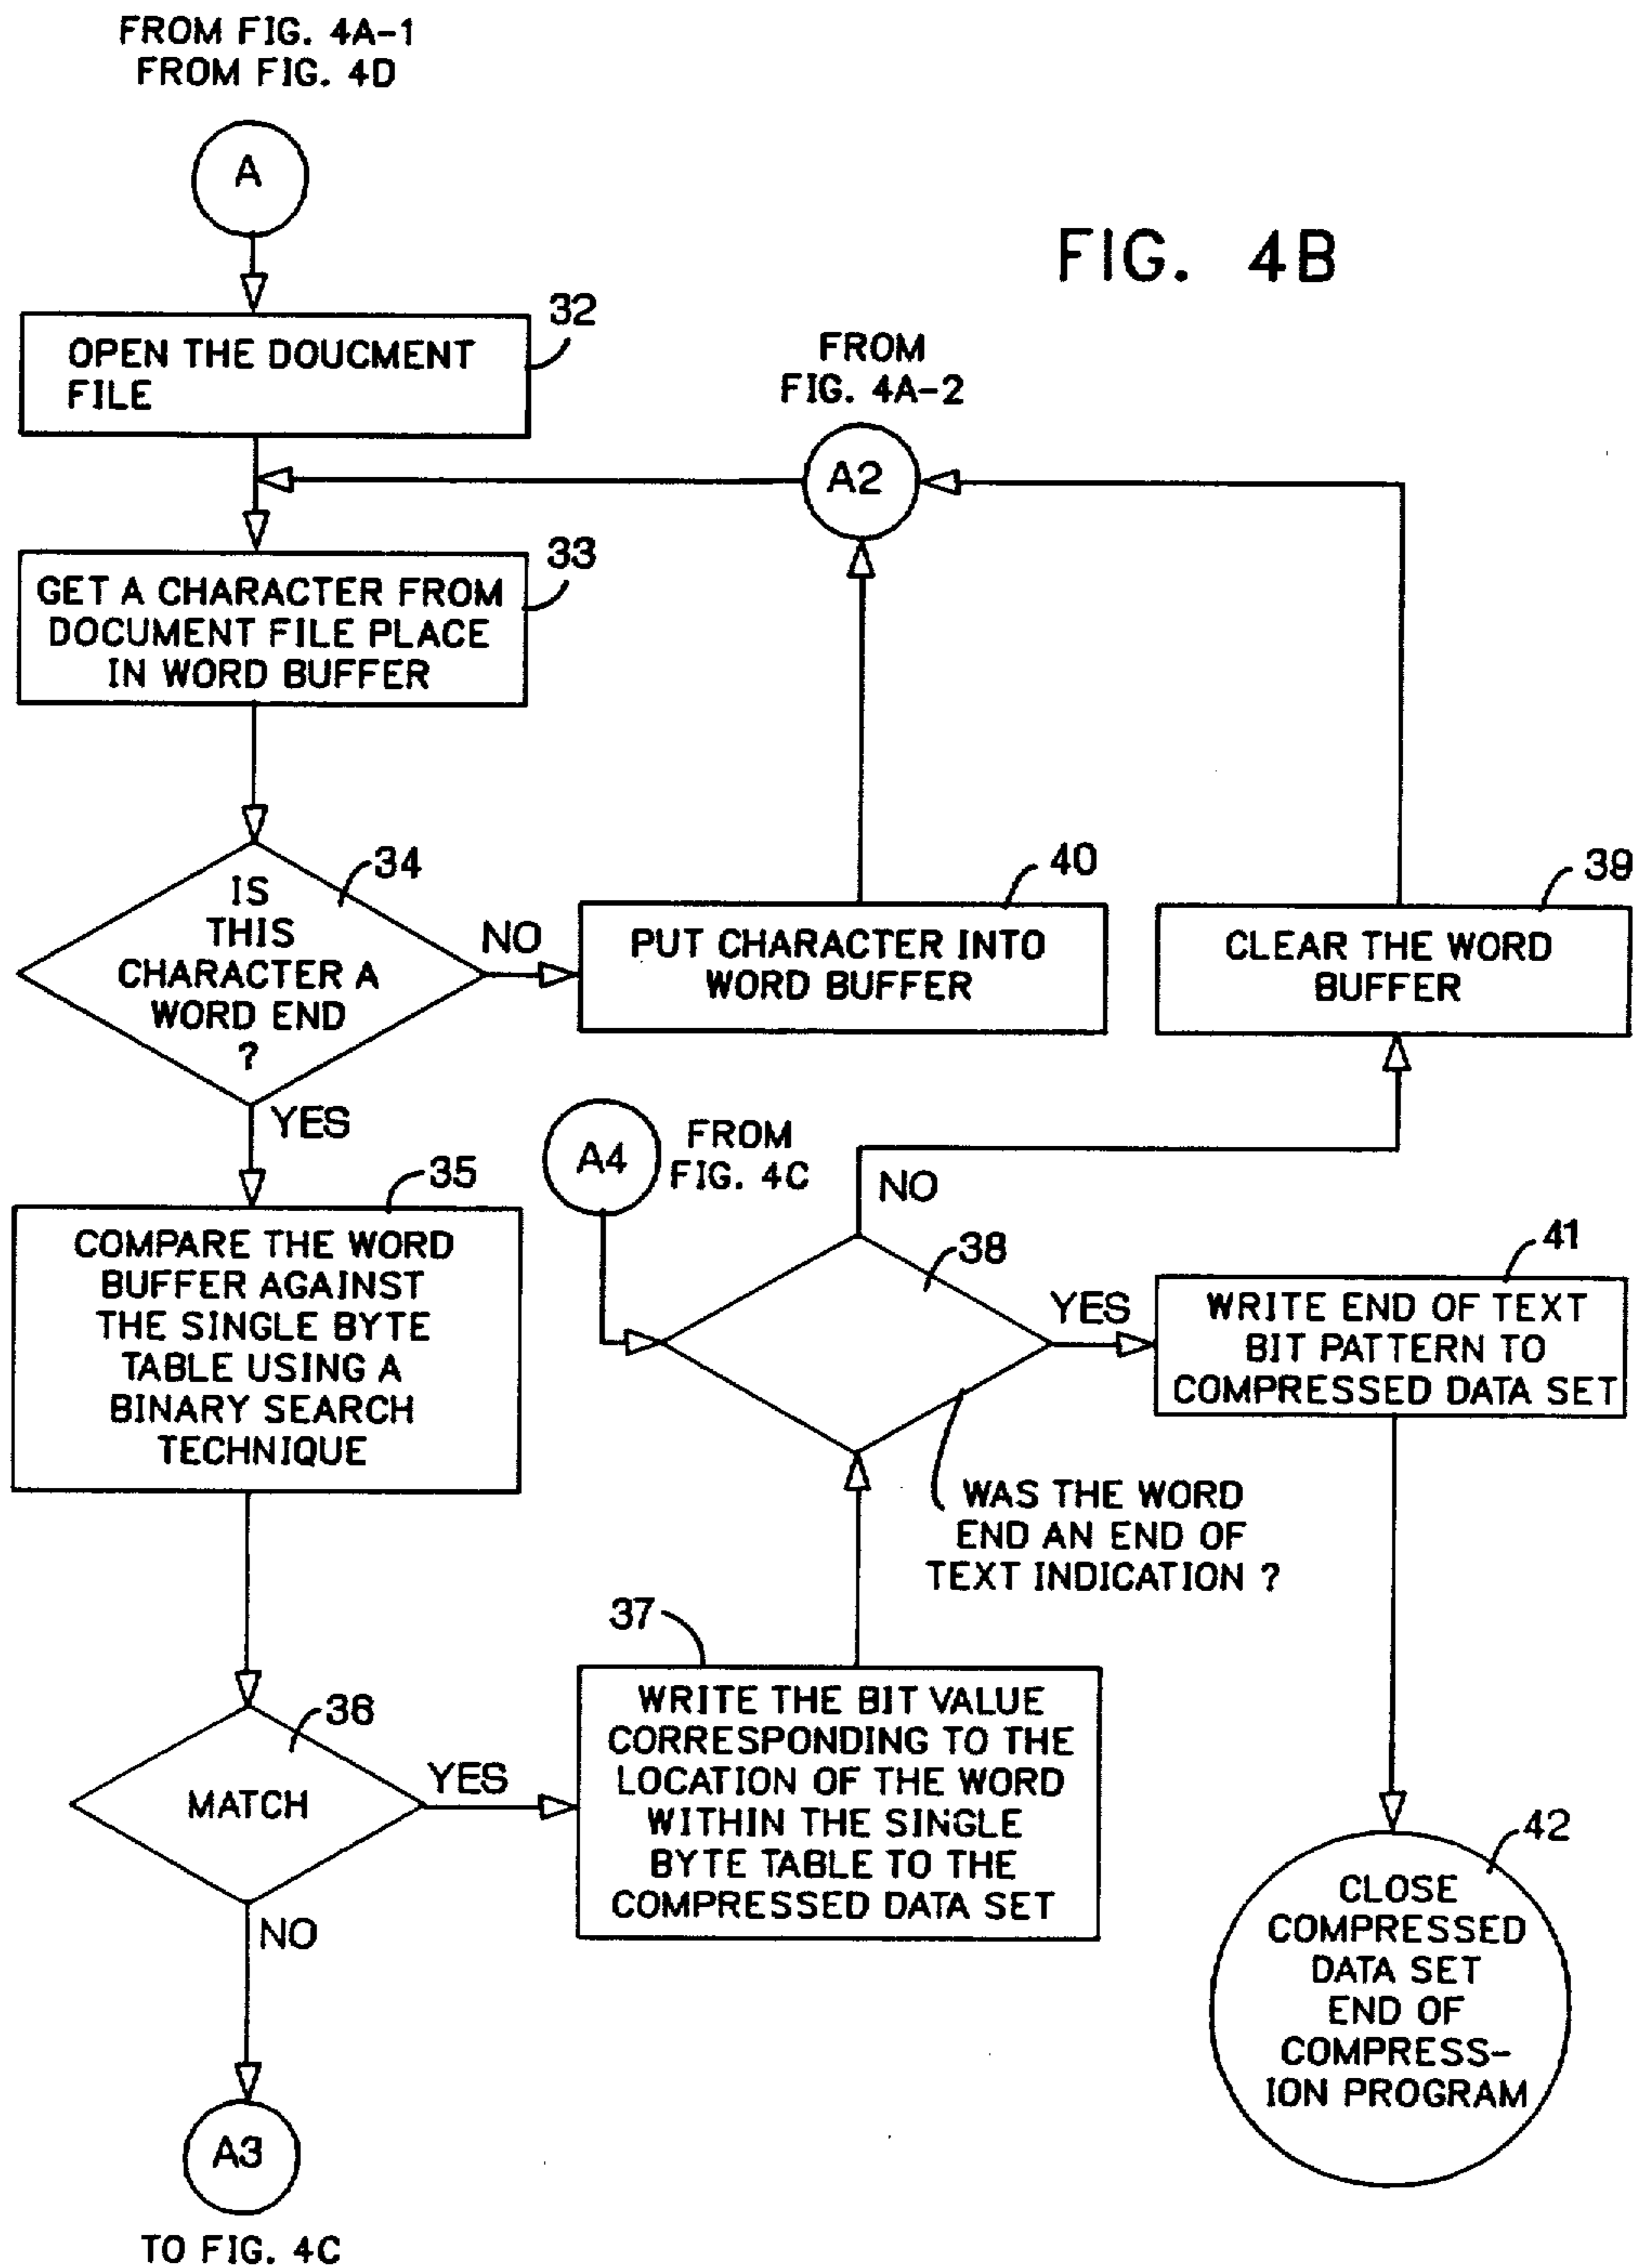 FROM FIG. 4A-1
FROM FIG. 4D
A
FIG. 4B
32
OPEN THE DOUCMENT
FILE
FROM
FIG. 4A-2
A2
33
GET A CHARACTER FROM
DOCUMENT FILE PLACE
IN WORD BUFFER
34
IS
THIS
CHARACTER A
WORD END
?
NO
YES
40
PUT CHARACTER INTO
WORD BUFFER
39
CLEAR THE WORD
BUFFER
A4
FROM
FIG. 4C
NO
35
COMPARE THE WORD
BUFFER AGAINST
THE SINGLE BYTE
TABLE USING A
BINARY SEARCH
TECHNIQUE
38
YES
41
WRITE END OF TEXT
BIT PATTERN TO
COMPRESSED DATA SET
WAS THE WORD
END AN END OF
TEXT INDICATION ?
36
MATCH
YES
NO
37
WRITE THE BIT VALUE
CORRESPONDING TO THE
LOCATION OF THE WORD
WITHIN THE SINGLE
BYTE TABLE TO THE
COMPRESSED DATA SET
42
CLOSE
COMPRESSED
DATA SET
END OF
COMPRESS-
ION PROGRAM
A3
TO FIG. 4C